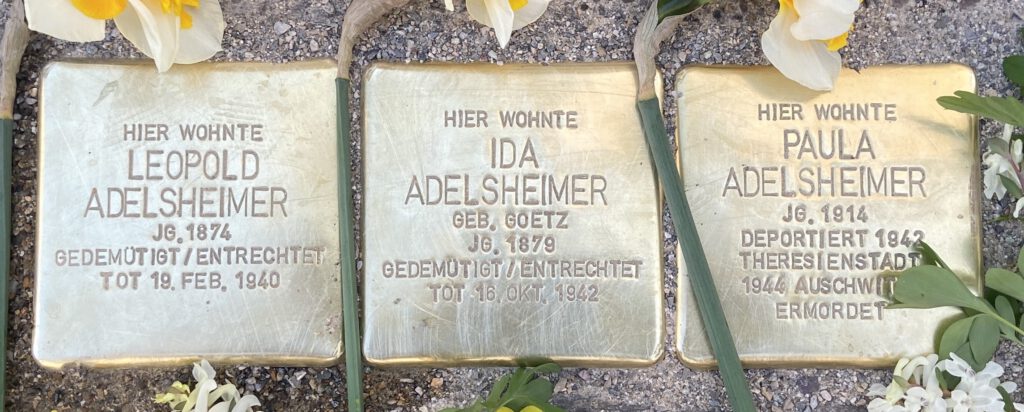 HIER WOHNTE
LEOPOLD
ADELSHEIMER
JG. 1874
GEDEMÜTIGT/ENTRECHTET
TOT 19. FEB. 1940
HIER WOHNTE
IDA
ADELSHEIMER
GEB. GOETZ
JG. 1879
GEDEMÜTIGT/ENTRECHTET
TOT 16. OKT. 1942
HIER WOHNTE
PAULA
ADELSHEIMER
JG. 1914
DEPORTIERT 1942
THERESIENSTADT
1944
ERMORDET